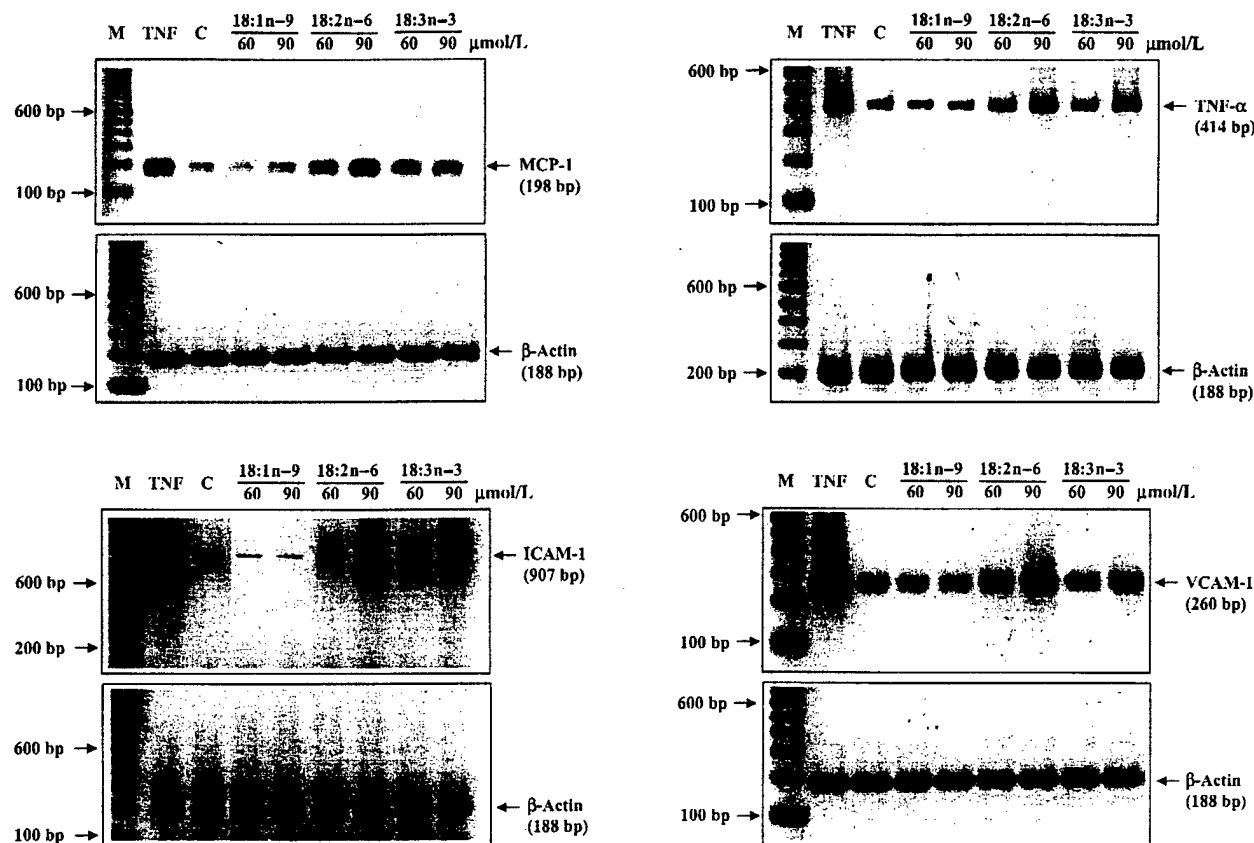 18:1n−9 18:2n−6 18:3n−3
M TNF C 60 90 60 90 60 90 μmol/L
600 bp
MCP-1
(198 bp)
100 bp
600 bp
β-Actin
(188 bp)
100 bp
18:1n−9 18:2n−6 18:3n−3
M TNF C 60 90 60 90 60 90 μmol/L
600 bp
TNF-α
(414 bp)
100 bp
600 bp
200 bp
β-Actin
(188 bp)
18:1n−9 18:2n−6 18:3n−3
M TNF C 60 90 60 90 60 90 μmol/L
ICAM-1
(907 bp)
600 bp
200 bp
600 bp
β-Actin
(188 bp)
100 bp
18:1n−9 18:2n−6 18:3n−3
M TNF C 60 90 60 90 60 90 μmol/L
600 bp
VCAM-1
(260 bp)
100 bp
600 bp
β-Actin
(188 bp)
100 bp